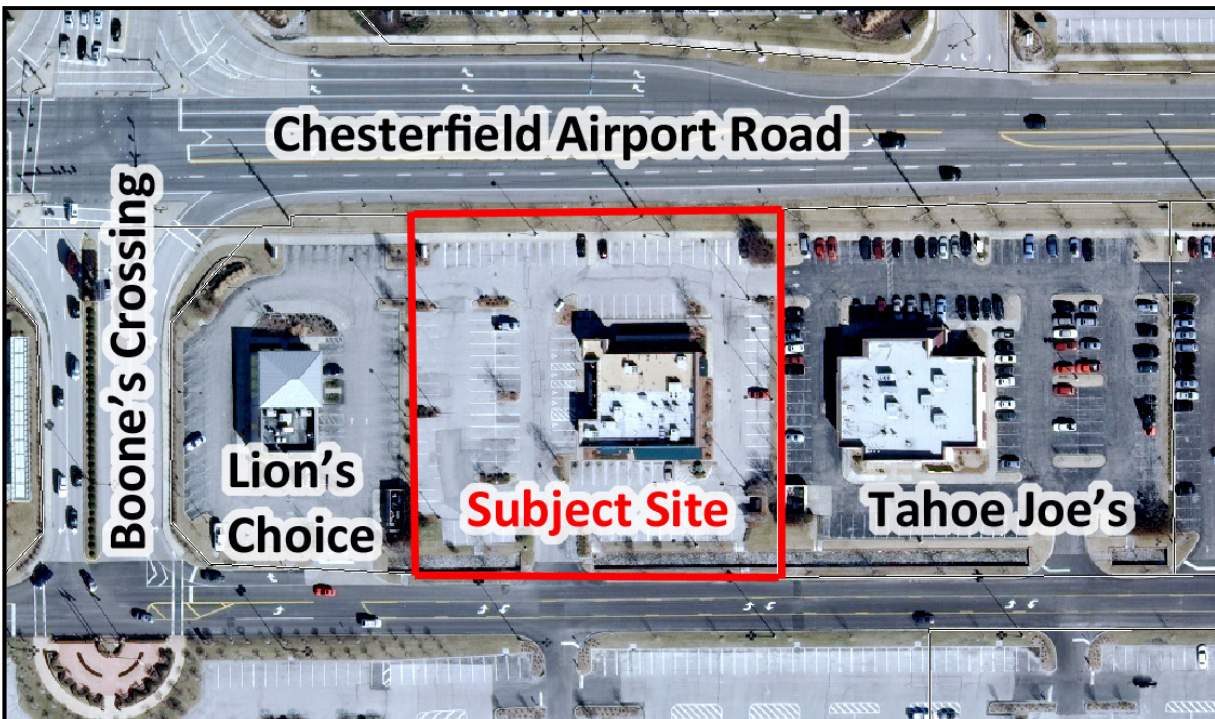 Chesterfield Airport Road
Boone's Crossing
Lion's
Choice
Subject Site
Tahoe Joe's